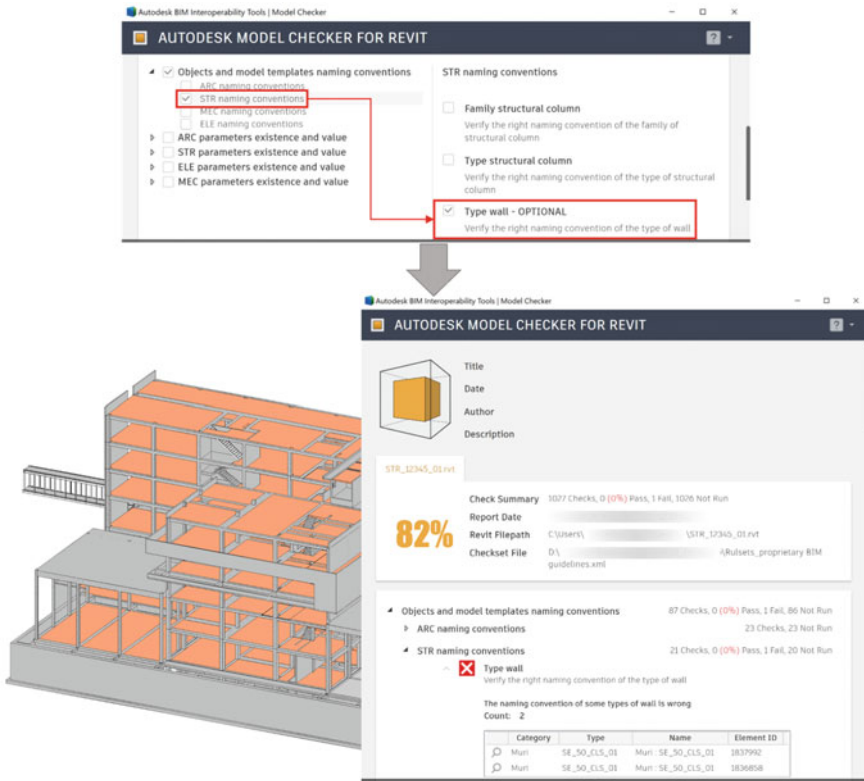 Autodesk BIM Interoperability Tools | Model Checker
AUTODESK MODEL CHECKER FOR REVIT
?
Objects and model templates naming conventions
ARC naming conventions
STR naming conventions
MEC naming conventions
ELE naming conventions
ARC parameters existence and value
STR parameters existence and value
ELE parameters existence and value
MEC parameters existence and value
STR naming conventions
Family structural column
Verify the right naming convention of the family of
structural column
Type structural column
Verify the right naming convention of the type of structural
column
Type wall - OPTIONAL
Verify the right naming convention of the type of wall
Autodesk BIM Interoperability Tools | Model Checker
AUTODESK MODEL CHECKER FOR REVIT
?
Title
Date
Author
Description
STR_12345_01.rvt
82%
Check Summary 1027 Checks, 0 (0%) Pass, 1 Fail, 1026 Not Run
Report Date
Revit Filepath C:\Users\ \STR_12345_01.rvt
Checkset File D:\ \Rulsets_proprietary BIM
guidelines.xml
Objects and model templates naming conventions 87 Checks, 0 (0%) Pass, 1 Fail, 86 Not Run
ARC naming conventions 23 Checks, 23 Not Run
STR naming conventions 21 Checks, 0 (0%) Pass, 1 Fail, 20 Not Run
Type wall
Verify the right naming convention of the type of wall
The naming convention of some types of wall is wrong
Count: 2
Category Type Name Element ID
Muri SE_50_CLS_01 Muri : SE_50_CLS_01 1837992
Muri SE_50_CLS_01 Muri : SE_50_CLS_01 1836858